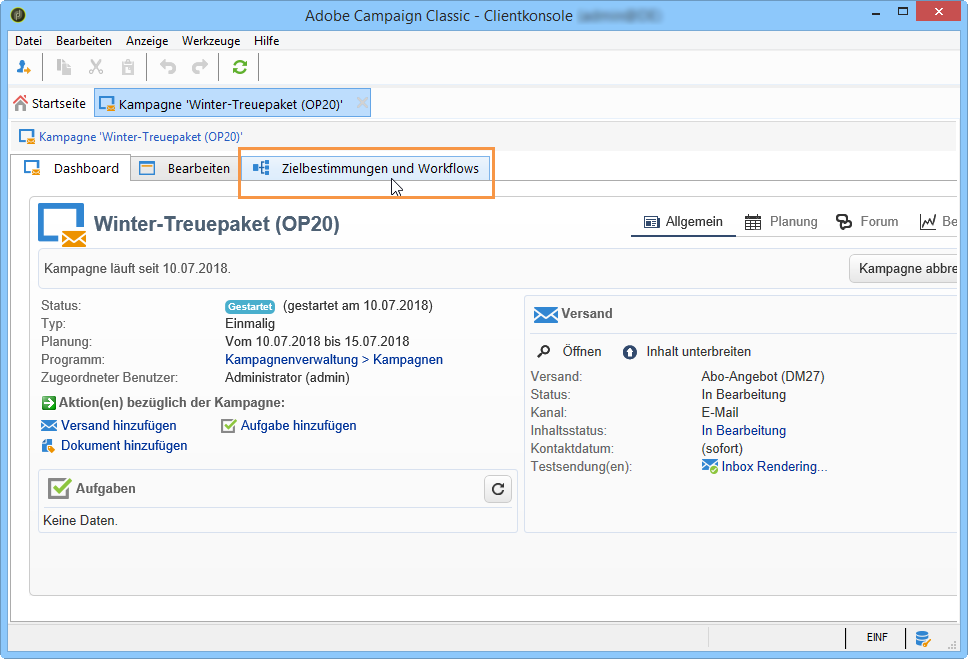 Adobe Campaign Classic - Clientkonsole
Datei Bearbeiten Anzeige Werkzeuge Hilfe
Startseite Kampagne 'Winter-Treuepaket (OP20)'
Kampagne 'Winter-Treuepaket (OP20)'
Dashboard Bearbeiten Zielbestimmungen und Workflows
Winter-Treuepaket (OP20) Allgemein Planung Forum Be
Kampagne läuft seit 10.07.2018. Kampagne abbre
Status: Gestartet (gestartet am 10.07.2018)
Typ: Einmalig
Planung: Vom 10.07.2018 bis 15.07.2018
Programm: Kampagnenverwaltung > Kampagnen
Zugeordneter Benutzer: Administrator (admin)
Aktion(en) bezüglich der Kampagne:
Versand hinzufügen Aufgabe hinzufügen
Dokument hinzufügen
Aufgaben
Keine Daten.
Versand
Öffnen Inhalt unterbreiten
Versand: Abo-Angebot (DM27)
Status: In Bearbeitung
Kanal: E-Mail
Inhaltsstatus: In Bearbeitung
Kontaktdatum: (sofort)
Testsendung(en): Inbox Rendering...
EINF